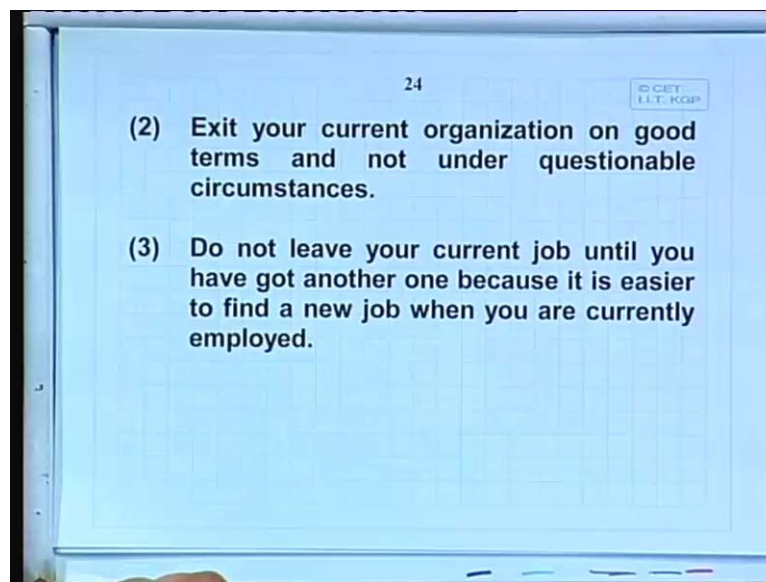 24
© CET
I.I.T. KGP
(2) Exit your current organization on good
terms and not under questionable
circumstances.
(3) Do not leave your current job until you
have got another one because it is easier
to find a new job when you are currently
employed.